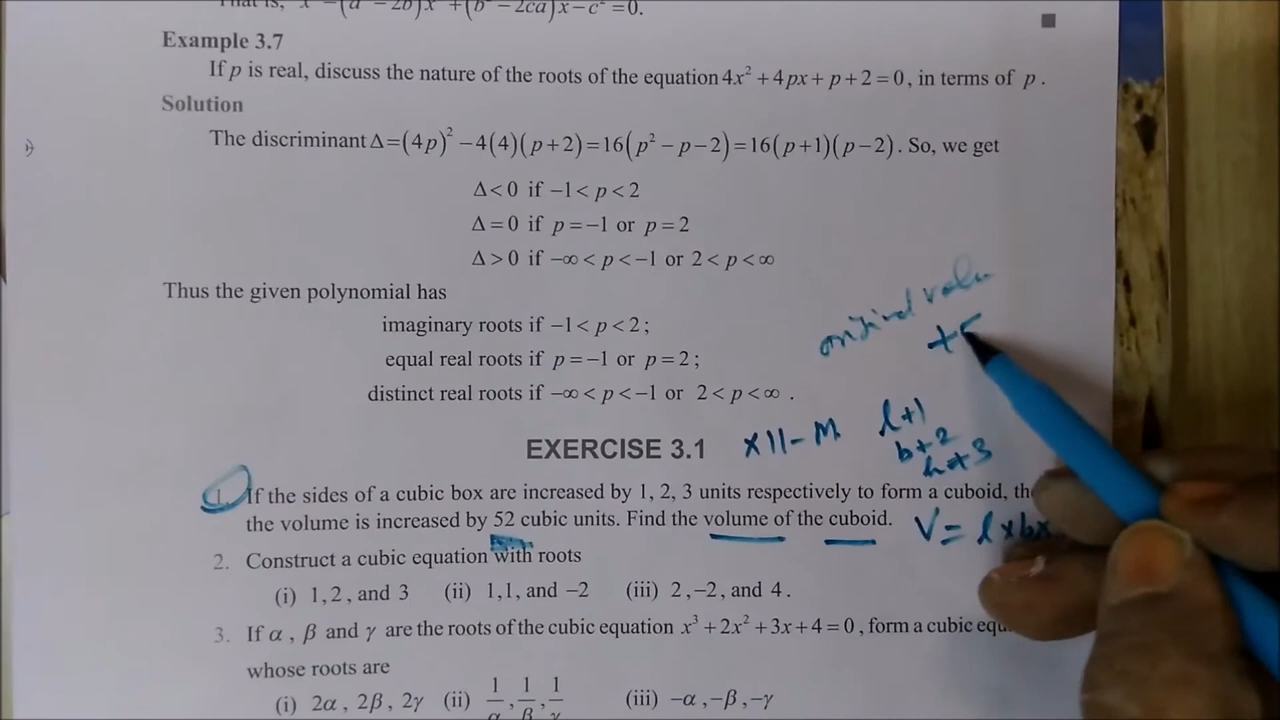 That is, x -(a - 2b)x + (b - 2ca)x - c² = 0.
Example 3.7
If p is real, discuss the nature of the roots of the equation 4x² + 4px + p + 2 = 0, in terms of p.
Solution
The discriminant Δ = (4p)² - 4(4)(p+2) = 16(p² - p - 2) = 16(p+1)(p-2). So, we get
Δ < 0 if -1 < p < 2
Δ = 0 if p = -1 or p = 2
Δ > 0 if -∞ < p < -1 or 2 < p < ∞
Thus the given polynomial has
imaginary roots if -1 < p < 2;
equal real roots if p = -1 or p = 2;
distinct real roots if -∞ < p < -1 or 2 < p < ∞.
+5
EXERCISE 3.1 XII-M
l+1
b+2
h+3
1. If the sides of a cubic box are increased by 1, 2, 3 units respectively to form a cuboid,
the volume is increased by 52 cubic units. Find the volume of the cuboid. V = l×b×
2. Construct a cubic equation with roots
(i) 1, 2, and 3 (ii) 1, 1, and -2 (iii) 2, -2, and 4.
3. If α, β and γ are the roots of the cubic equation x³ + 2x² + 3x + 4 = 0, form a cubic
whose roots are
(i) 2α, 2β, 2γ (ii) 1/α, 1/β, 1/γ (iii) -α, -β, -γ